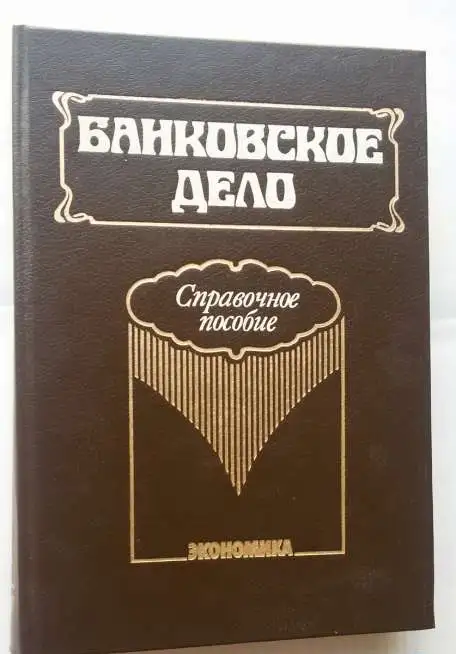 БАНКОВСКОЕ
ДЕЛО
Справочное
пособие
ЭКОНОМИКА